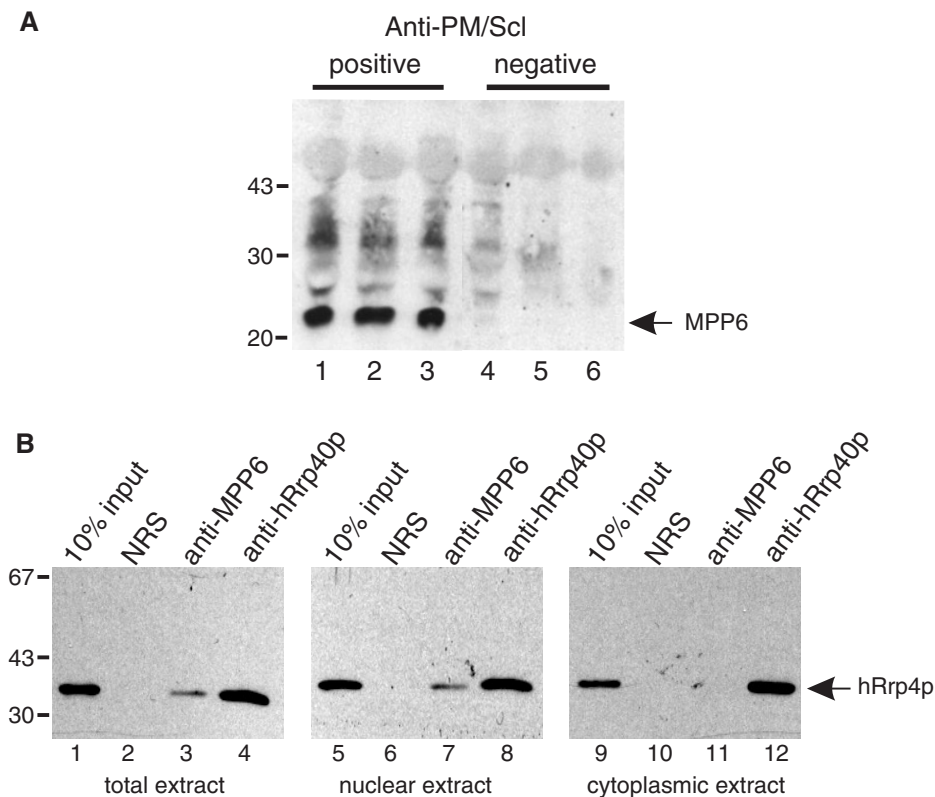 A
Anti-PM/Scl
positive negative
43
30
20
MPP6
1 2 3 4 5 6
B
10% input NRS anti-MPP6 anti-hRrp40p 10% input NRS anti-MPP6 anti-hRrp40p 10% input NRS anti-MPP6 anti-hRrp40p
67
43
30
hRrp4p
1 2 3 4 5 6 7 8 9 10 11 12
total extract nuclear extract cytoplasmic extract